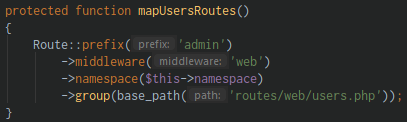 protected function mapUsersRoutes()
{
Route::prefix( prefix: 'admin')
->middleware( middleware: 'web')
->namespace($this->namespace)
->group(base_path( path: 'routes/web/users.php'));
}